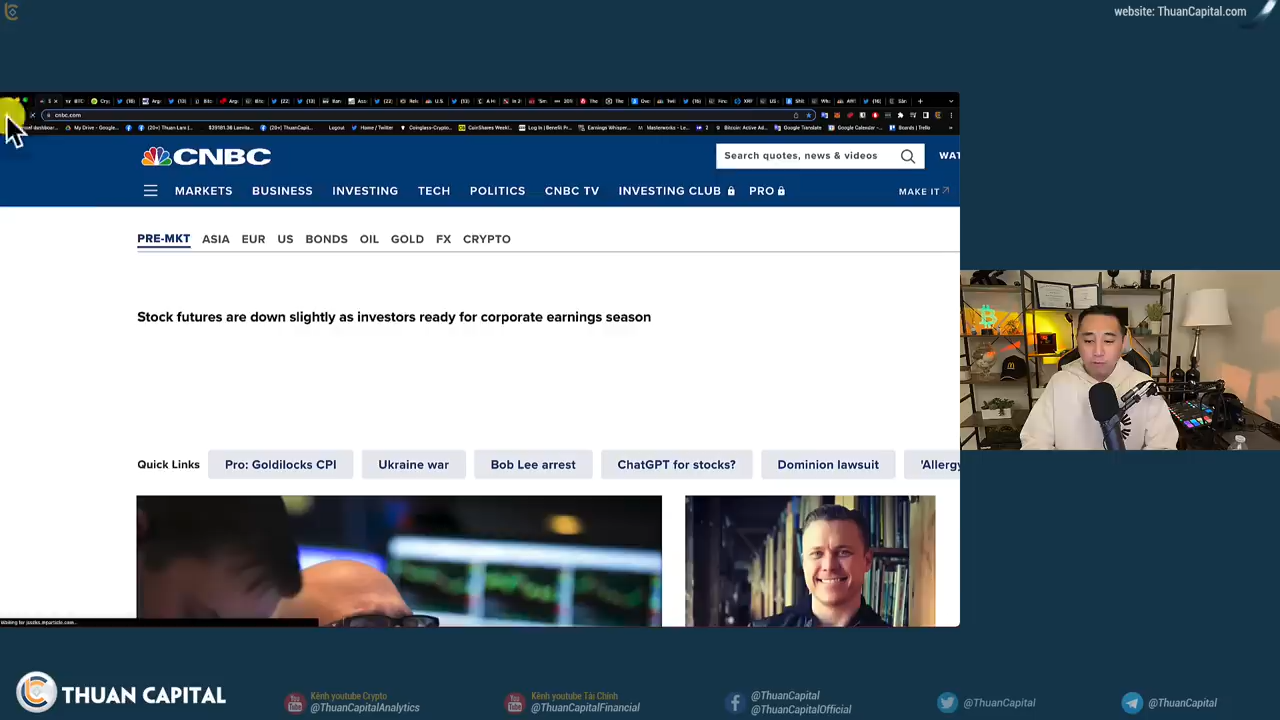 website: ThuanCapital.com
cnbc.com
CNBC
Search quotes, news & videos
WAT
MARKETS BUSINESS INVESTING TECH POLITICS CNBC TV INVESTING CLUB PRO MAKE IT
PRE-MKT ASIA EUR US BONDS OIL GOLD FX CRYPTO
Stock futures are down slightly as investors ready for corporate earnings season
Quick Links Pro: Goldilocks CPI Ukraine war Bob Lee arrest ChatGPT for stocks? Dominion lawsuit 'Allergy
THUAN CAPITAL
Kênh youtube Crypto
@ThuanCapitalAnalytics
Kênh youtube Tài Chính
@ThuanCapitalFinancial
@ThuanCapital
@ThuanCapitalOfficial
@ThuanCapital
@ThuanCapital